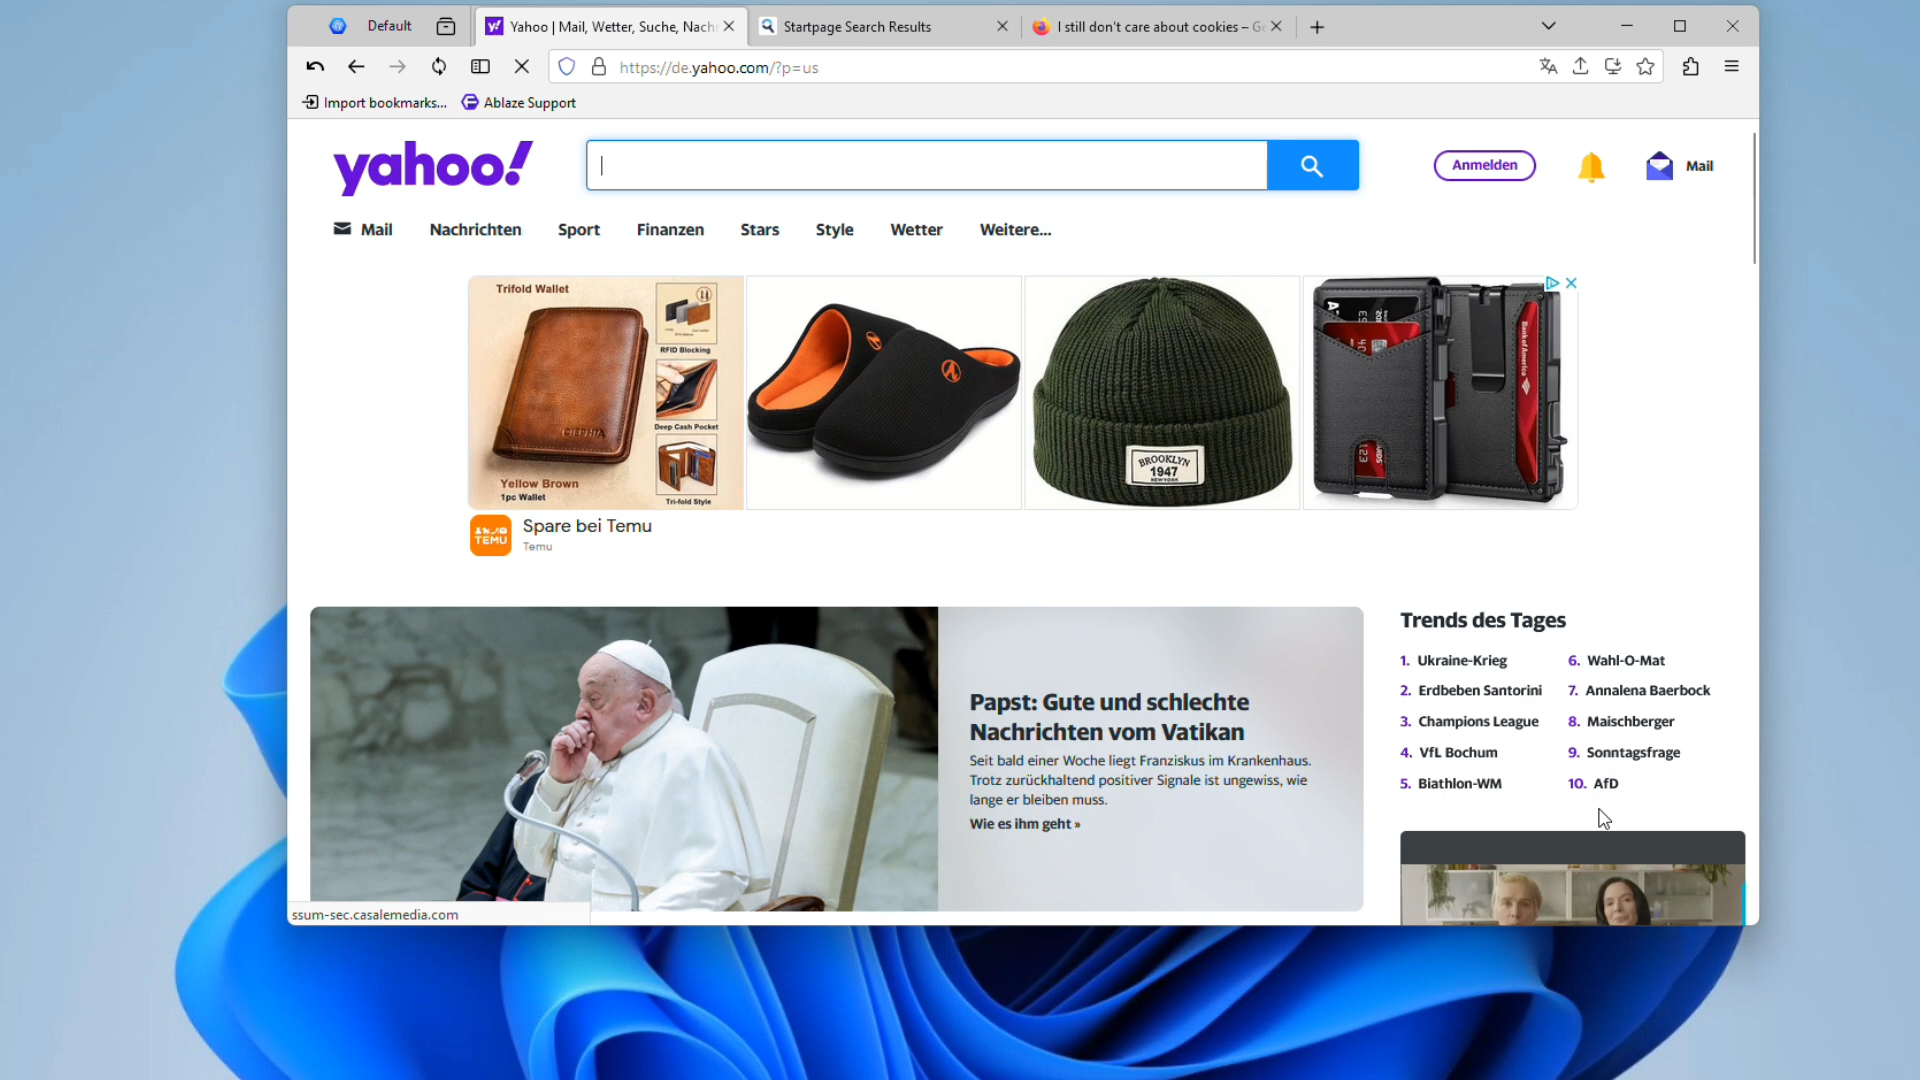 Default
Yahoo | Mail, Wetter, Suche, Nach
Startpage Search Results
I still don't care about cookies – G
https://de.yahoo.com/?p=us
Import bookmarks...
Ablaze Support
yahoo!
Anmelden
Mail
Mail
Nachrichten
Sport
Finanzen
Stars
Style
Wetter
Weitere...
Trifold Wallet
RFID Blocking
Deep Cash Pocket
Yellow Brown
1pc Wallet
Tri-fold Style
BROOKLYN
1947
NEWYORK
Bank of America
TEMU
Spare bei Temu
Temu
Papst: Gute und schlechte
Nachrichten vom Vatikan
Seit bald einer Woche liegt Franziskus im Krankenhaus.
Trotz zurückhaltend positiver Signale ist ungewiss, wie
lange er bleiben muss.
Wie es ihm geht »
Trends des Tages
1. Ukraine-Krieg
2. Erdbeben Santorini
3. Champions League
4. VfL Bochum
5. Biathlon-WM
6. Wahl-O-Mat
7. Annalena Baerbock
8. Maischberger
9. Sonntagsfrage
10. AfD
ssum-sec.casalemedia.com